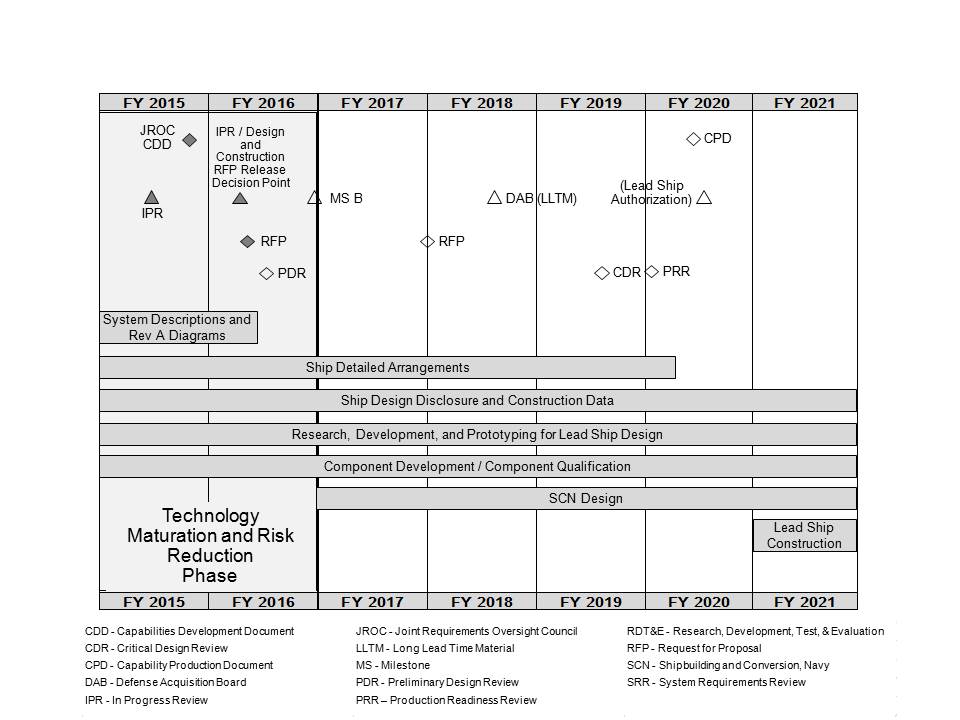 FY 2015 FY 2016 FY 2017 FY 2018 FY 2019 FY 2020 FY 2021
JROC
CDD
IPR / Design
and
Construction
RFP Release
Decision Point
CPD
IPR
MS B
DAB (LLTM)
(Lead Ship
Authorization)
RFP
RFP
PDR
CDR
PRR
System Descriptions and
Rev A Diagrams
Ship Detailed Arrangements
Ship Design Disclosure and Construction Data
Research, Development, and Prototyping for Lead Ship Design
Component Development / Component Qualification
SCN Design
Technology
Maturation and Risk
Reduction
Phase
Lead Ship
Construction
FY 2015 FY 2016 FY 2017 FY 2018 FY 2019 FY 2020 FY 2021
CDD - Capabilities Development Document
CDR - Critical Design Review
CPD - Capability Production Document
DAB - Defense Acquisition Board
IPR - In Progress Review
JROC - Joint Requirements Oversight Council
LLTM - Long Lead Time Material
MS - Milestone
PDR - Preliminary Design Review
PRR – Production Readiness Review
RDT&E - Research, Development, Test, & Evaluation
RFP - Request for Proposal
SCN - Shipbuilding and Conversion, Navy
SRR - System Requirements Review